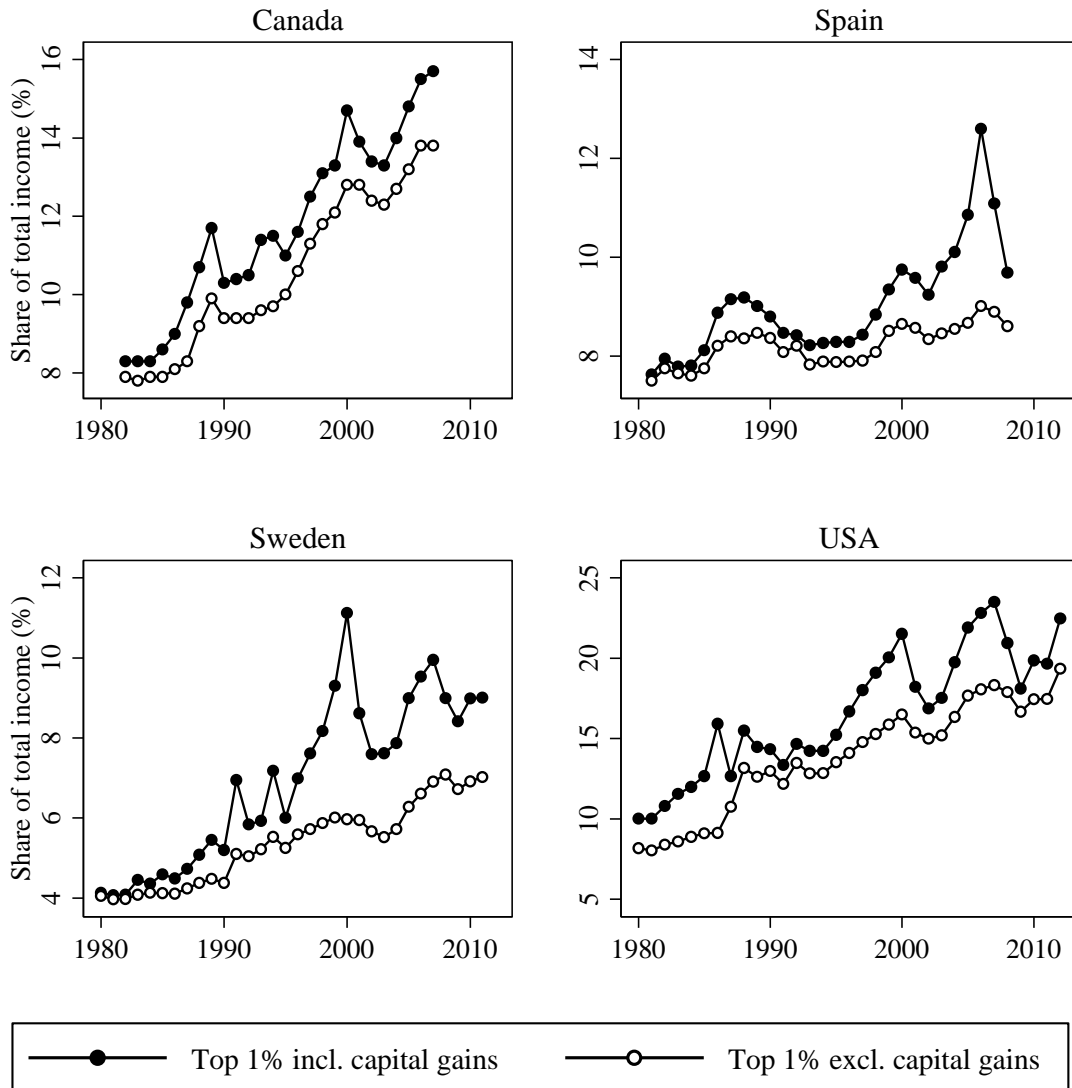 Canada
Share of total income (%)
16
14
12
10
8
1980 1990 2000 2010
Spain
14
12
10
8
1980 1990 2000 2010
Sweden
Share of total income (%)
12
10
8
6
4
1980 1990 2000 2010
USA
25
20
15
10
5
1980 1990 2000 2010
Top 1% incl. capital gains
Top 1% excl. capital gains